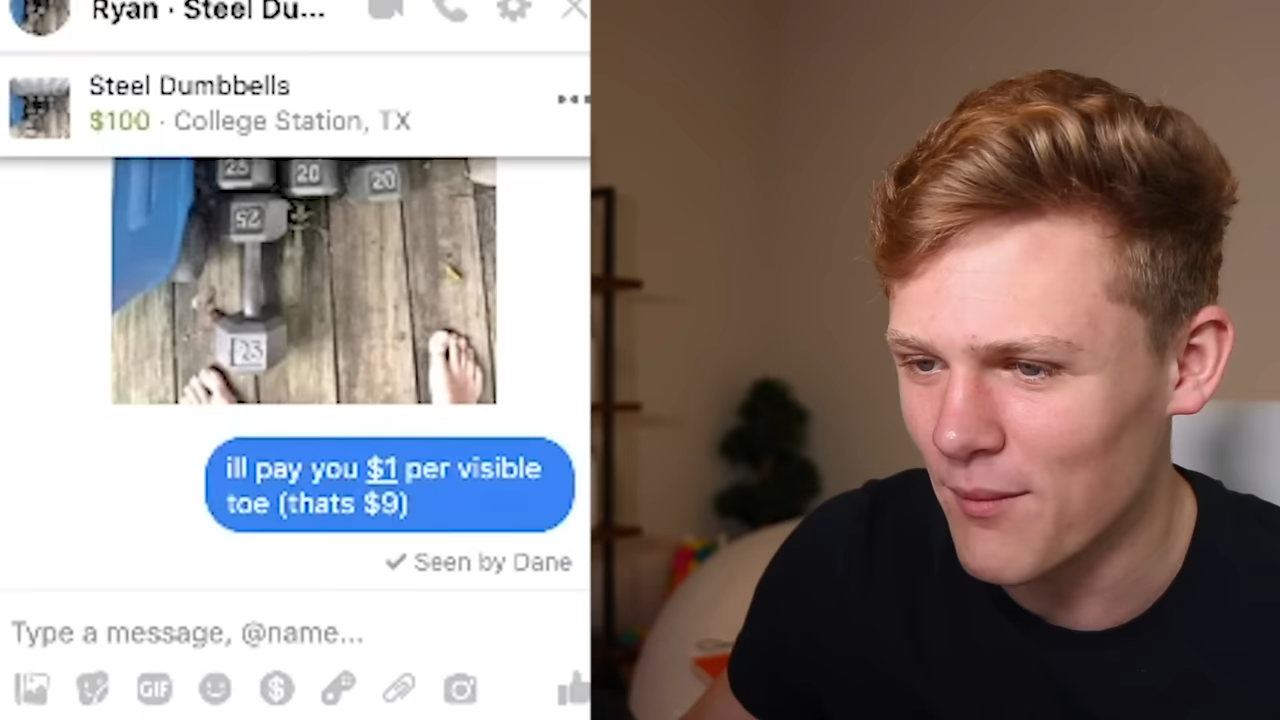 Ryan · Steel Du...
Steel Dumbbells
$100 · College Station, TX
25
20
20
52
25
ill pay you $1 per visible
toe (thats $9)
Seen by Dane
Type a message, @name...
GIF